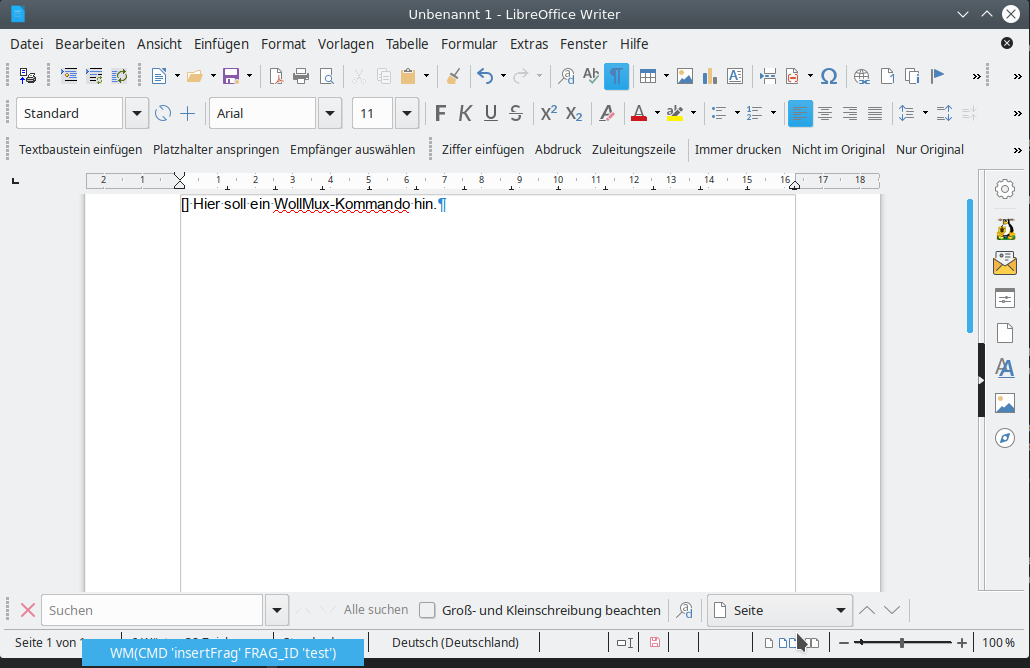 Unbenannt 1 - LibreOffice Writer
Datei Bearbeiten Ansicht Einfügen Format Vorlagen Tabelle Formular Extras Fenster Hilfe
Standard Arial 11 F K U S X² X₂
Textbaustein einfügen Platzhalter anspringen Empfänger auswählen Ziffer einfügen Abdruck Zuleitungszeile Immer drucken Nicht im Original Nur Original »
2 1 1 2 3 4 5 6 7 8 9 10 11 12 13 14 15 16 17 18
[] Hier soll ein WollMux-Kommando hin.¶
Suchen Alle suchen Groß- und Kleinschreibung beachten Seite
Seite 1 von Deutsch (Deutschland) 100 %
WM(CMD 'insertFrag' FRAG_ID 'test')